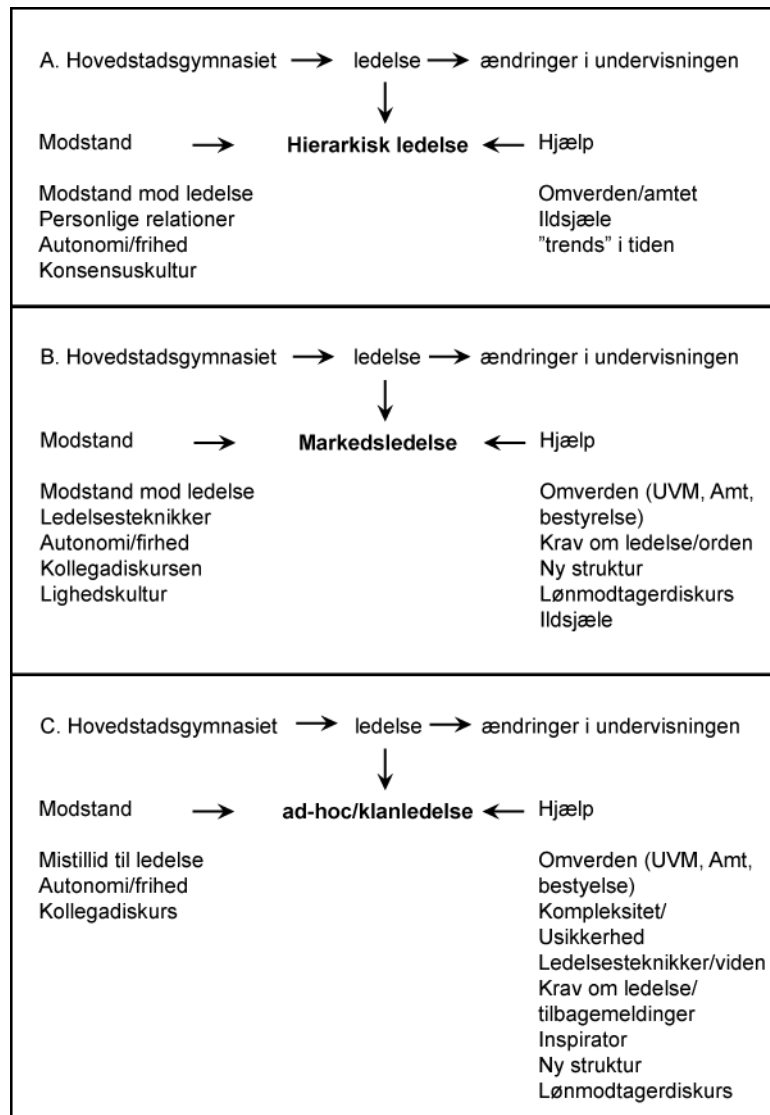 A. Hovedstadsgymnasiet → ledelse → ændringer i undervisningen
↓
Modstand → Hierarkisk ledelse ← Hjælp
Modstand mod ledelse
Personlige relationer
Autonomi/frihed
Konsensuskultur
Omverden/amtet
Ildsjæle
”trends” i tiden
B. Hovedstadsgymnasiet → ledelse → ændringer i undervisningen
↓
Modstand → Markedsledelse ← Hjælp
Modstand mod ledelse
Ledelsesteknikker
Autonomi/firhed
Kollegadiskursen
Lighedskultur
Omverden (UVM, Amt,
bestyrelse)
Krav om ledelse/orden
Ny struktur
Lønmodtagerdiskurs
Ildsjæle
C. Hovedstadsgymnasiet → ledelse → ændringer i undervisningen
↓
Modstand → ad-hoc/klanledelse ← Hjælp
Mistillid til ledelse
Autonomi/frihed
Kollegadiskurs
Omverden (UVM, Amt,
bestyelse)
Kompleksitet/
Usikkerhed
Ledelsesteknikker/viden
Krav om ledelse/
tilbagemeldinger
Inspirator
Ny struktur
Lønmodtagerdiskurs